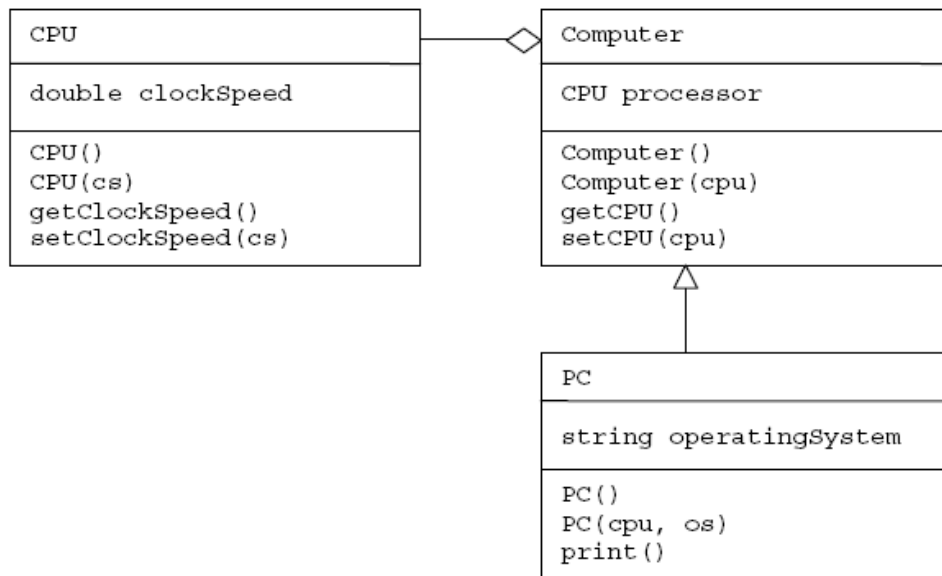 CPU
double clockSpeed
CPU()
CPU(cs)
getClockSpeed()
setClockSpeed(cs)
Computer
CPU processor
Computer()
Computer(cpu)
getCPU()
setCPU(cpu)
PC
string operatingSystem
PC()
PC(cpu, os)
print()